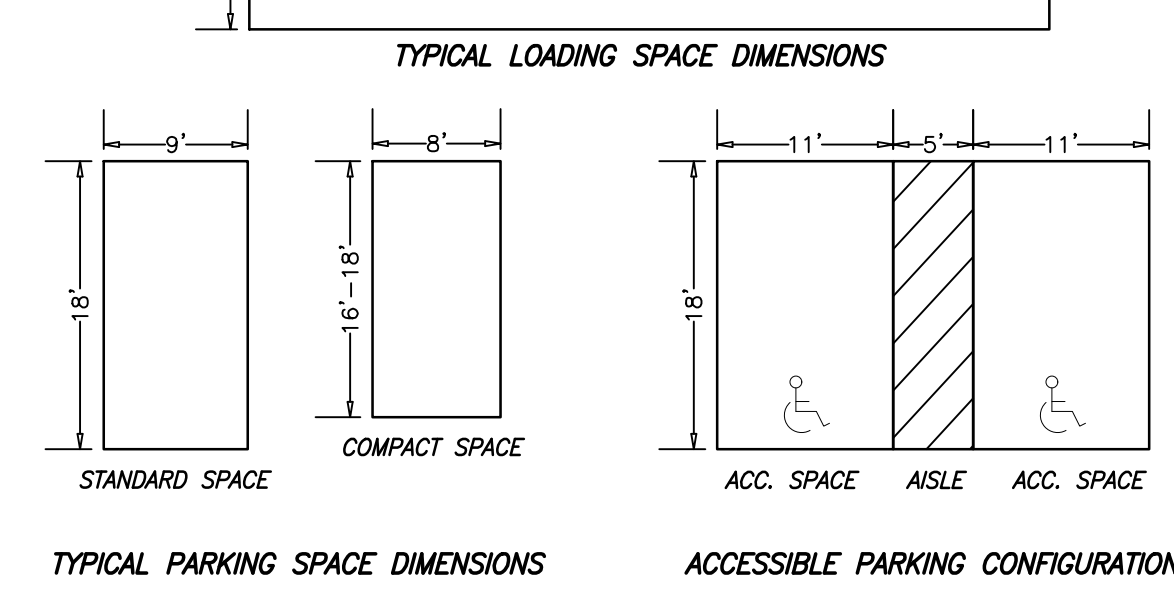 TYPICAL LOADING SPACE DIMENSIONS
9'
8'
11' 5' 11'
18'
16'-18'
18'
COMPACT SPACE
STANDARD SPACE
ACC. SPACE AISLE ACC. SPACE
TYPICAL PARKING SPACE DIMENSIONS
ACCESSIBLE PARKING CONFIGURATION